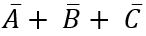 Ā + B̄ + C̄